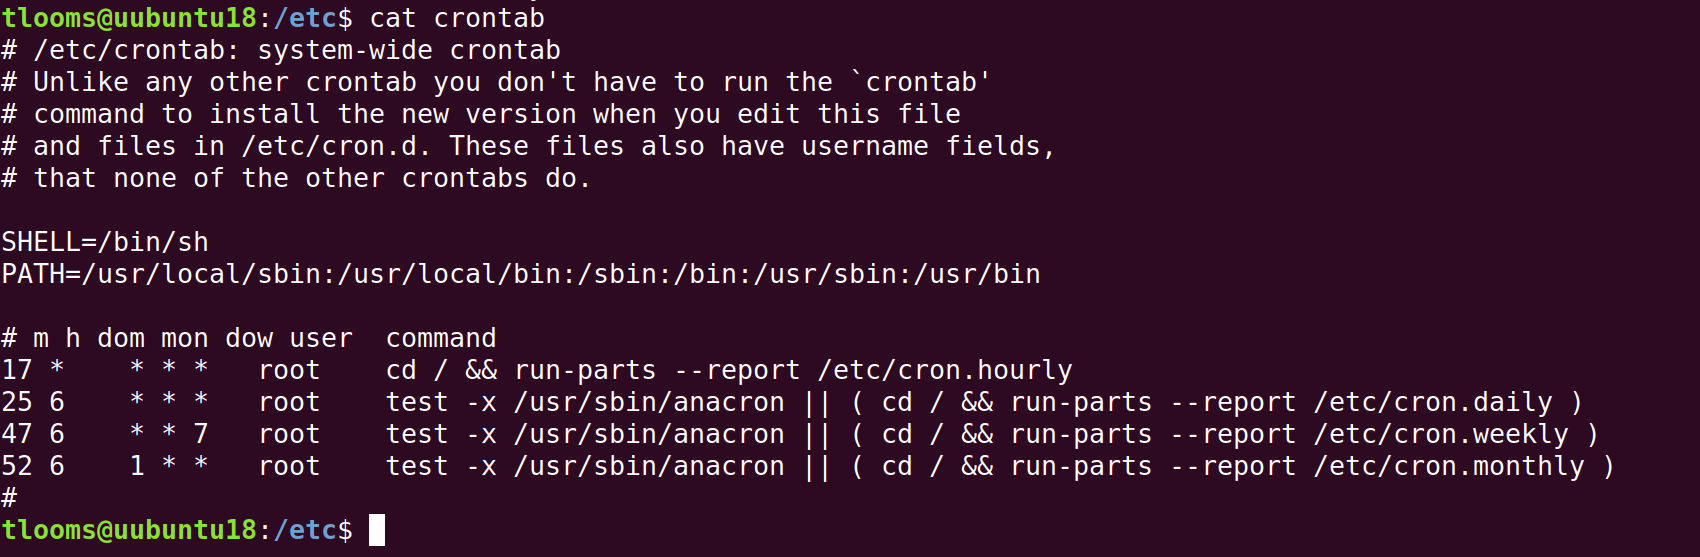 tlooms@uubuntu18:/etc$ cat crontab
# /etc/crontab: system-wide crontab
# Unlike any other crontab you don't have to run the `crontab'
# command to install the new version when you edit this file
# and files in /etc/cron.d. These files also have username fields,
# that none of the other crontabs do.

SHELL=/bin/sh
PATH=/usr/local/sbin:/usr/local/bin:/sbin:/bin:/usr/sbin:/usr/bin

# m h dom mon dow user  command
17 *    * * *   root    cd / && run-parts --report /etc/cron.hourly
25 6    * * *   root    test -x /usr/sbin/anacron || ( cd / && run-parts --report /etc/cron.daily )
47 6    * * 7   root    test -x /usr/sbin/anacron || ( cd / && run-parts --report /etc/cron.weekly )
52 6    1 * *   root    test -x /usr/sbin/anacron || ( cd / && run-parts --report /etc/cron.monthly )
#
tlooms@uubuntu18:/etc$